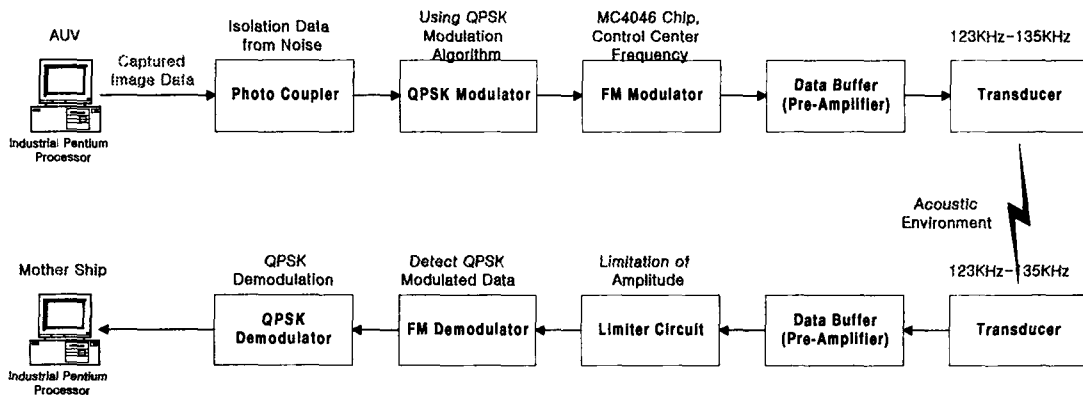 AUV
Captured
Image Data
Industrial Pentium
Processor
Isolation Data
from Noise
Photo Coupler
Using QPSK
Modulation
Algorithm
QPSK Modulator
MC4046 Chip,
Control Center
Frequency
FM Modulator
Data Buffer
(Pre-Amplifier)
123KHz-135KHz
Transducer
Acoustic
Environment
123KHz-135KHz
Transducer
Data Buffer
(Pre-Amplifier)
Limitation of
Amplitude
Limiter Circuit
Detect QPSK
Modulated Data
FM Demodulator
QPSK
Demodulation
QPSK
Demodulator
Mother Ship
Industrial Pentium
Processor